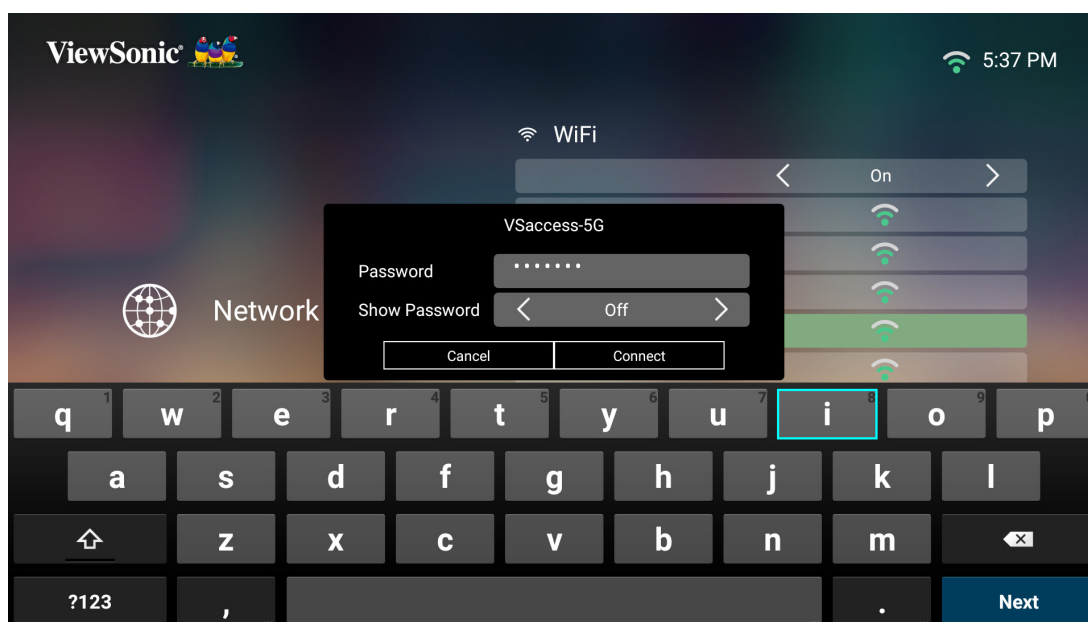 ViewSonic®
5:37 PM
WiFi
On
VSaccess-5G
Password •••••••
Network
Show Password Off
Cancel Connect
q 1 w 2 e 3 r 4 t 5 y 6 u 7 i 8 o 9 p
a s d f g h j k l
z x c v b n m
?123 , . Next